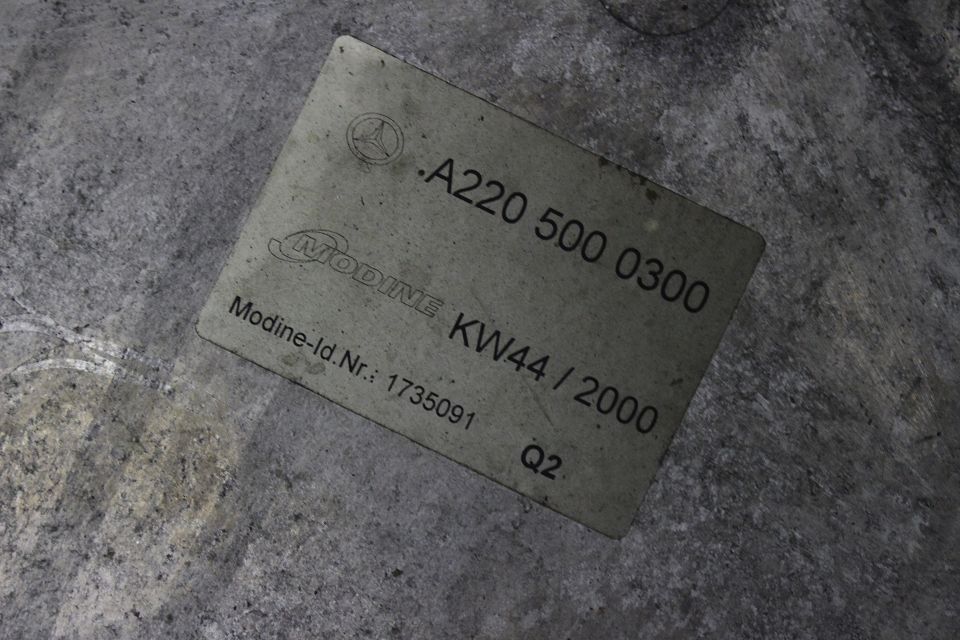 .A220 500 0300
MODINE KW44 / 2000
Modine-Id.Nr.: 1735091
Q2